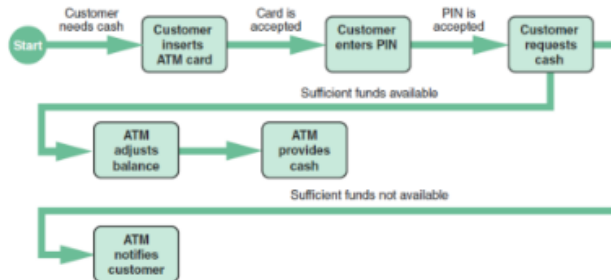 Customer
needs cash
Card is
accepted
PIN is
accepted
Start
Customer
inserts
ATM card
Customer
enters PIN
Customer
requests
cash
Sufficient funds available
ATM
adjusts
balance
ATM
provides
cash
Sufficient funds not available
ATM
notifies
customer